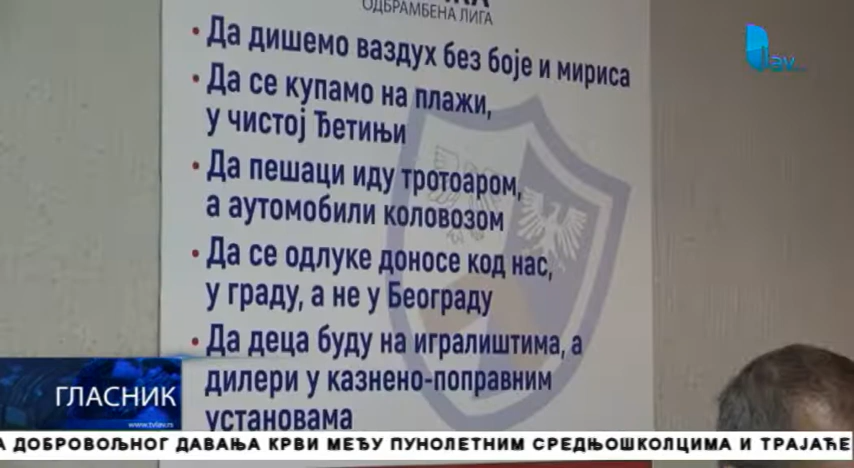 ОДБРАМБЕНА ЛИГА
• Да дишемо ваздух без боје и мириса
• Да се купамо на плажи,
у чистој Ђетињи
• Да пешаци иду тротоаром,
а аутомобили коловозом
• Да се одлуке доносе код нас,
у граду, а не у Београду
• Да деца буду на игралиштима, а
дилери у казнено-поправним
установама
ГЛАСНИК
www.tvlav.rs
А ДОБРОВОЉНОГ ДАВАЊА КРВИ МЕЂУ ПУНОЛЕТНИМ СРЕДЊОШКОЛЦИМА И ТРАЈАЋЕ